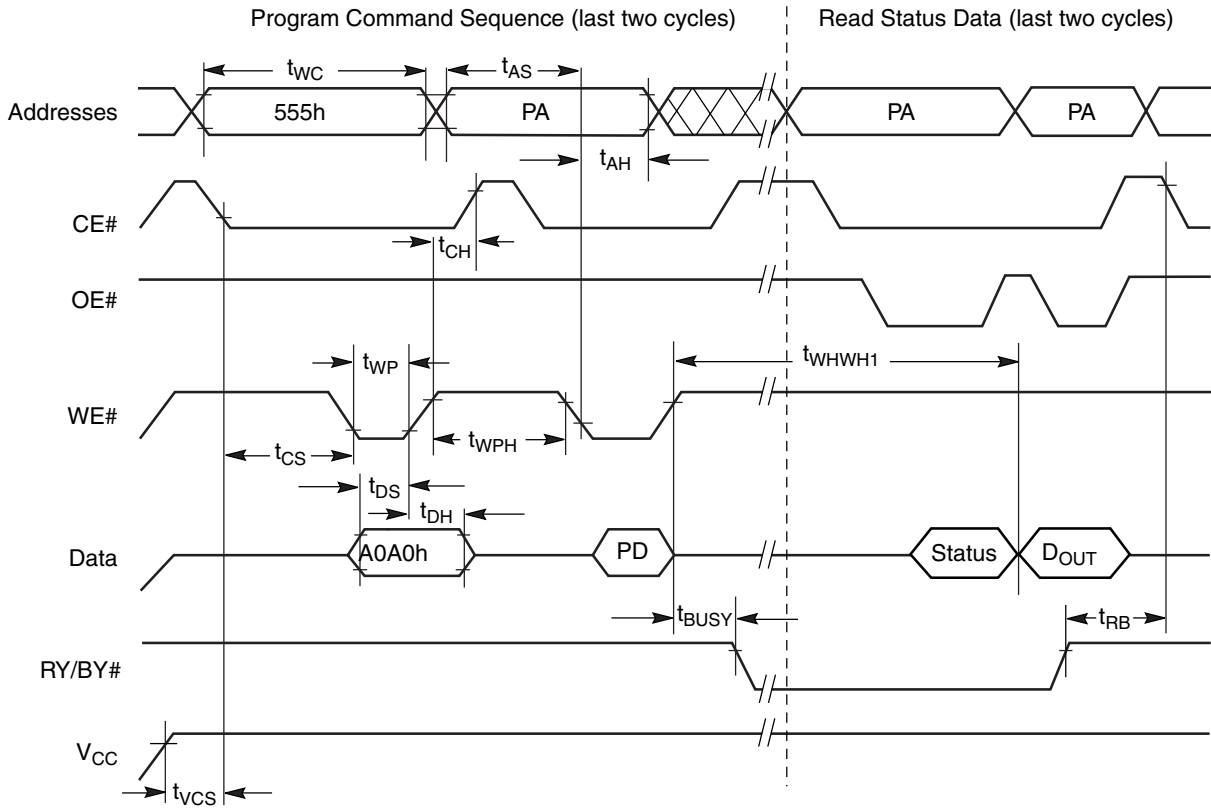 Program Command Sequence (last two cycles)
Read Status Data (last two cycles)
tWC
tAS
Addresses
555h
PA
PA
PA
tAH
CE#
tCH
OE#
tWP
tWHWH1
WE#
tCS
tWPH
tDS
tDH
Data
A0A0h
PD
Status
DOUT
tBUSY
tRB
RY/BY#
VCC
tVCS